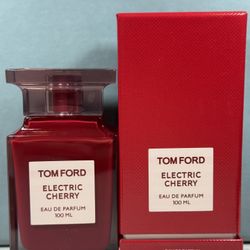 TOM FORD
ELECTRIC
CHERRY
EAU DE PARFUM
100 ML
TOM FORD
ELECTRIC
CHERRY
EAU DE PARFUM
100 ML